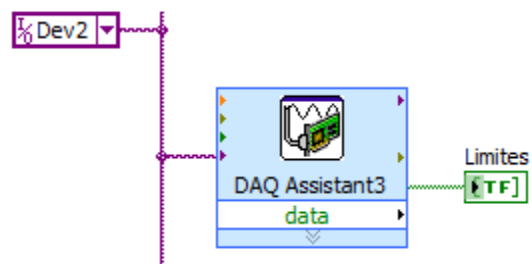 I/O Dev2
DAQ Assistant3
data
Limites
[TF]